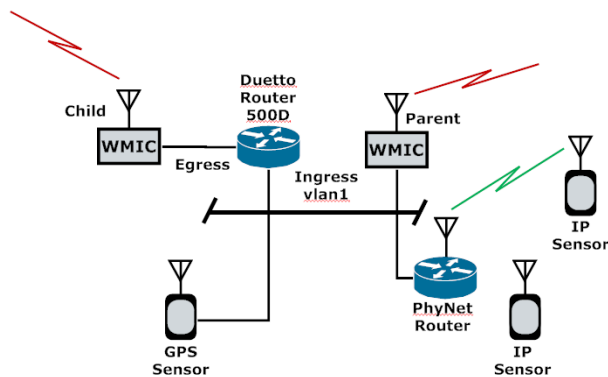 Duetto
Router
500D
Child
Parent
WMIC
WMIC
Egress
Ingress
vlan1
IP
Sensor
PhyNet
Router
GPS
Sensor
IP
Sensor